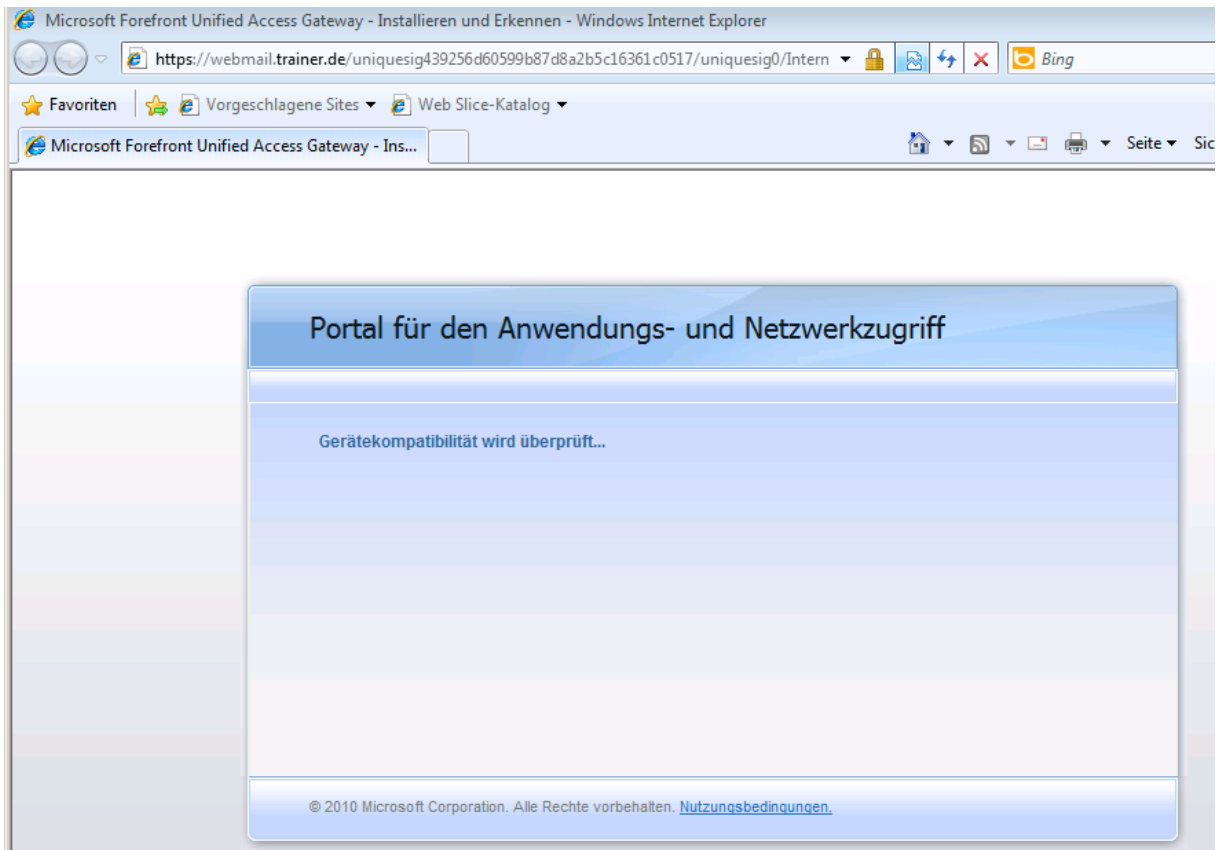 Microsoft Forefront Unified Access Gateway - Installieren und Erkennen - Windows Internet Explorer
https://webmail.trainer.de/uniquesig439256d60599b87d8a2b5c16361c0517/uniquesig0/Intern
Bing
Favoriten Vorgeschlagene Sites Web Slice-Katalog
Microsoft Forefront Unified Access Gateway - Ins... Seite Sic
Portal für den Anwendungs- und Netzwerkzugriff
Gerätekompatibilität wird überprüft...
© 2010 Microsoft Corporation. Alle Rechte vorbehalten. Nutzungsbedingungen.